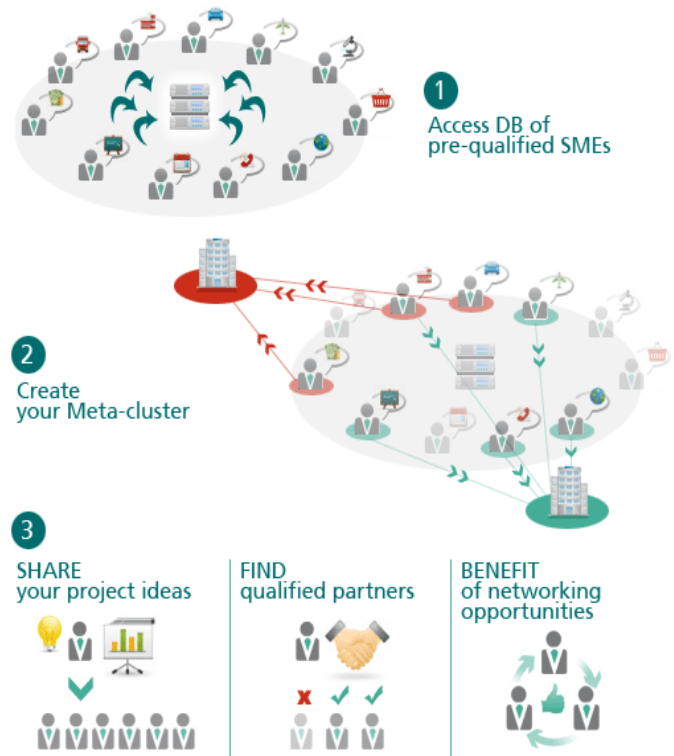 1
Access DB of
pre-qualified SMEs
2
Create
your Meta-cluster
3
SHARE
your project ideas
FIND
qualified partners
BENEFIT
of networking
opportunities